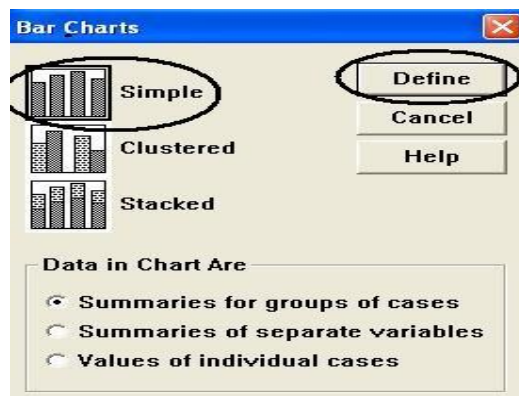 Bar Charts
Simple
Define
Cancel
Clustered
Help
Stacked
Data in Chart Are
Summaries for groups of cases
Summaries of separate variables
Values of individual cases